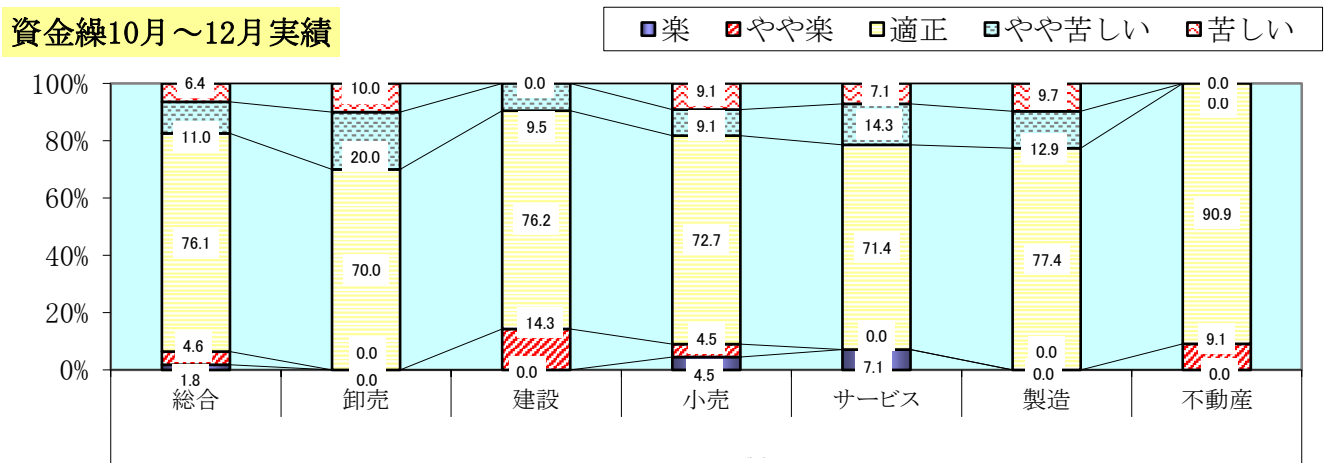 資金繰10月～12月実績
楽 やや楽 適正 やや苦しい 苦しい
100%
80%
60%
40%
20%
0%
6.4 10.0 0.0 9.1 7.1 9.7 0.0
11.0 20.0 9.5 9.1 14.3 12.9 0.0
76.1 70.0 76.2 72.7 71.4 77.4 90.9
4.6 0.0 14.3 4.5 0.0 0.0 9.1
1.8 0.0 0.0 4.5 7.1 0.0 0.0
総合 卸売 建設 小売 サービス 製造 不動産